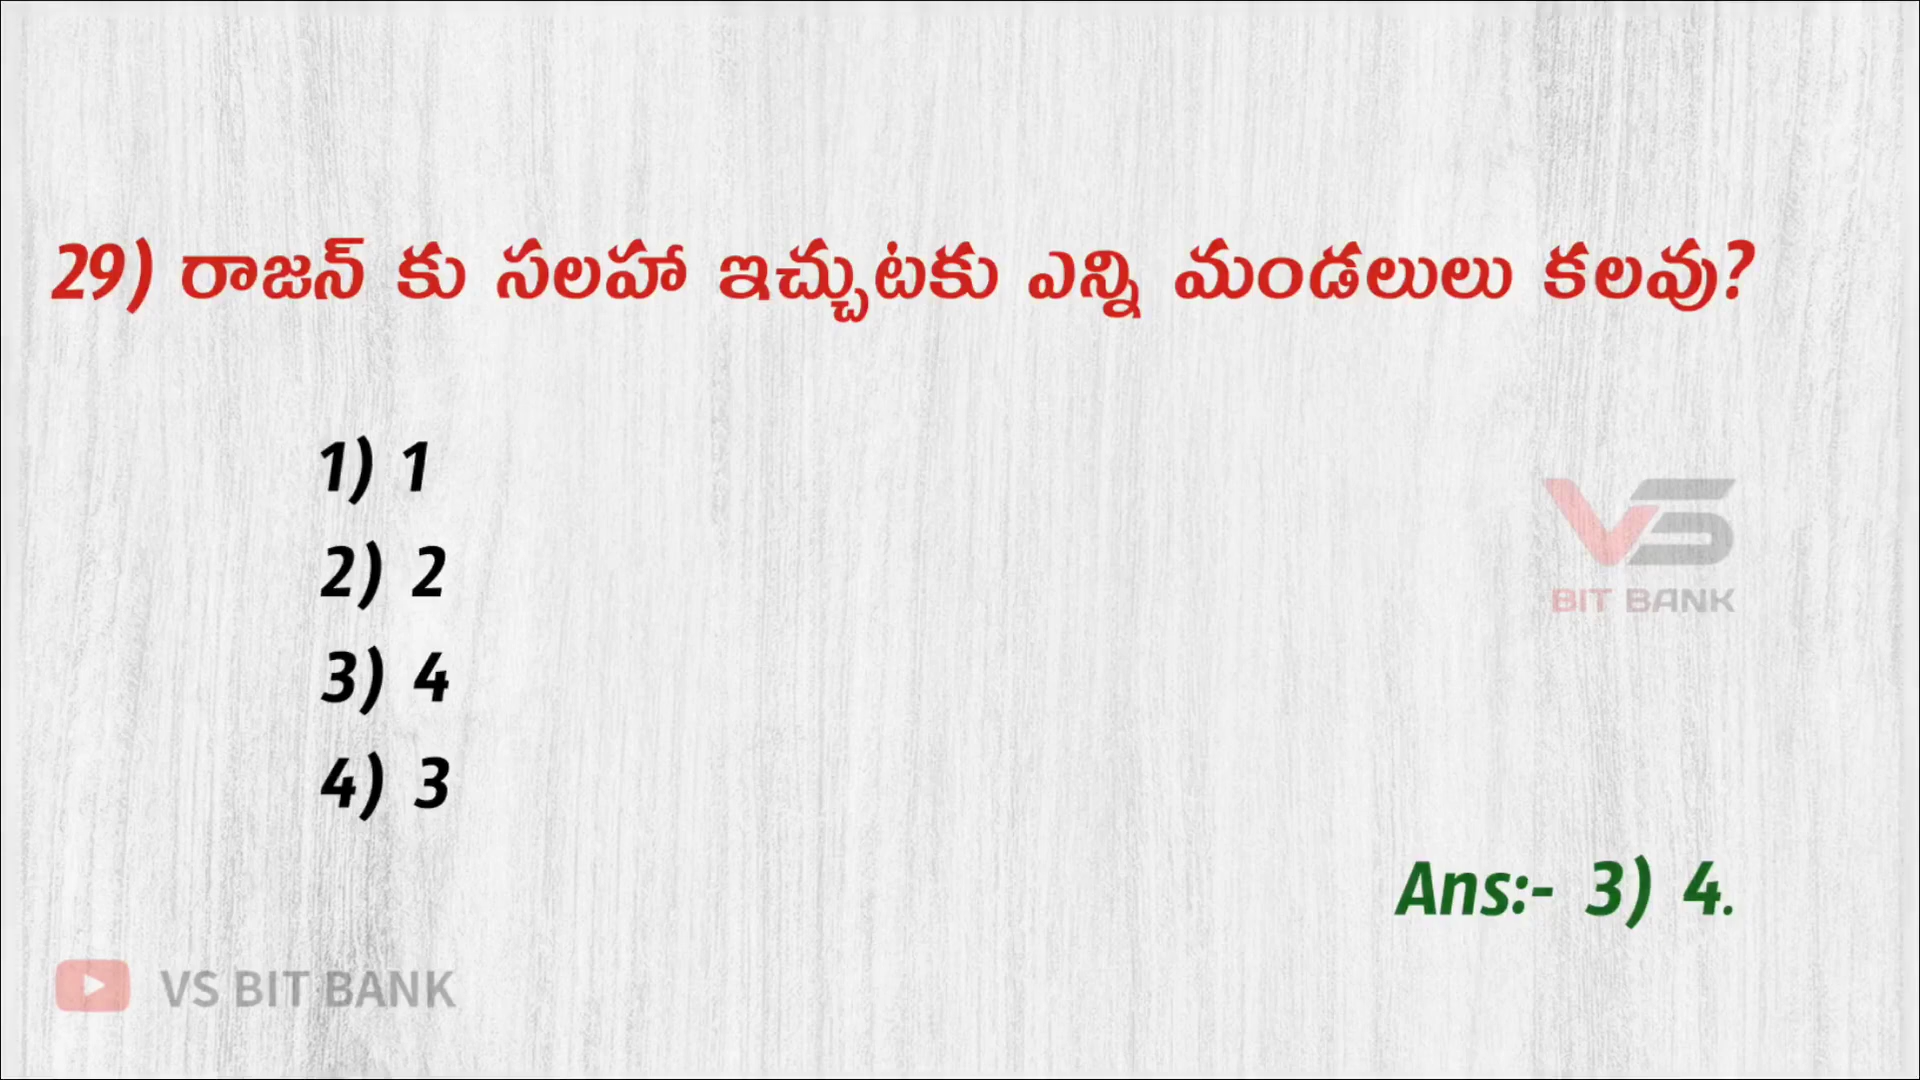 29) రాజన్ కు సలహా ఇచ్చుటకు ఎన్ని మండలులు కలవు?
1) 1
2) 2
3) 4
4) 3
VS
BIT BANK
Ans:- 3) 4.
VS BIT BANK